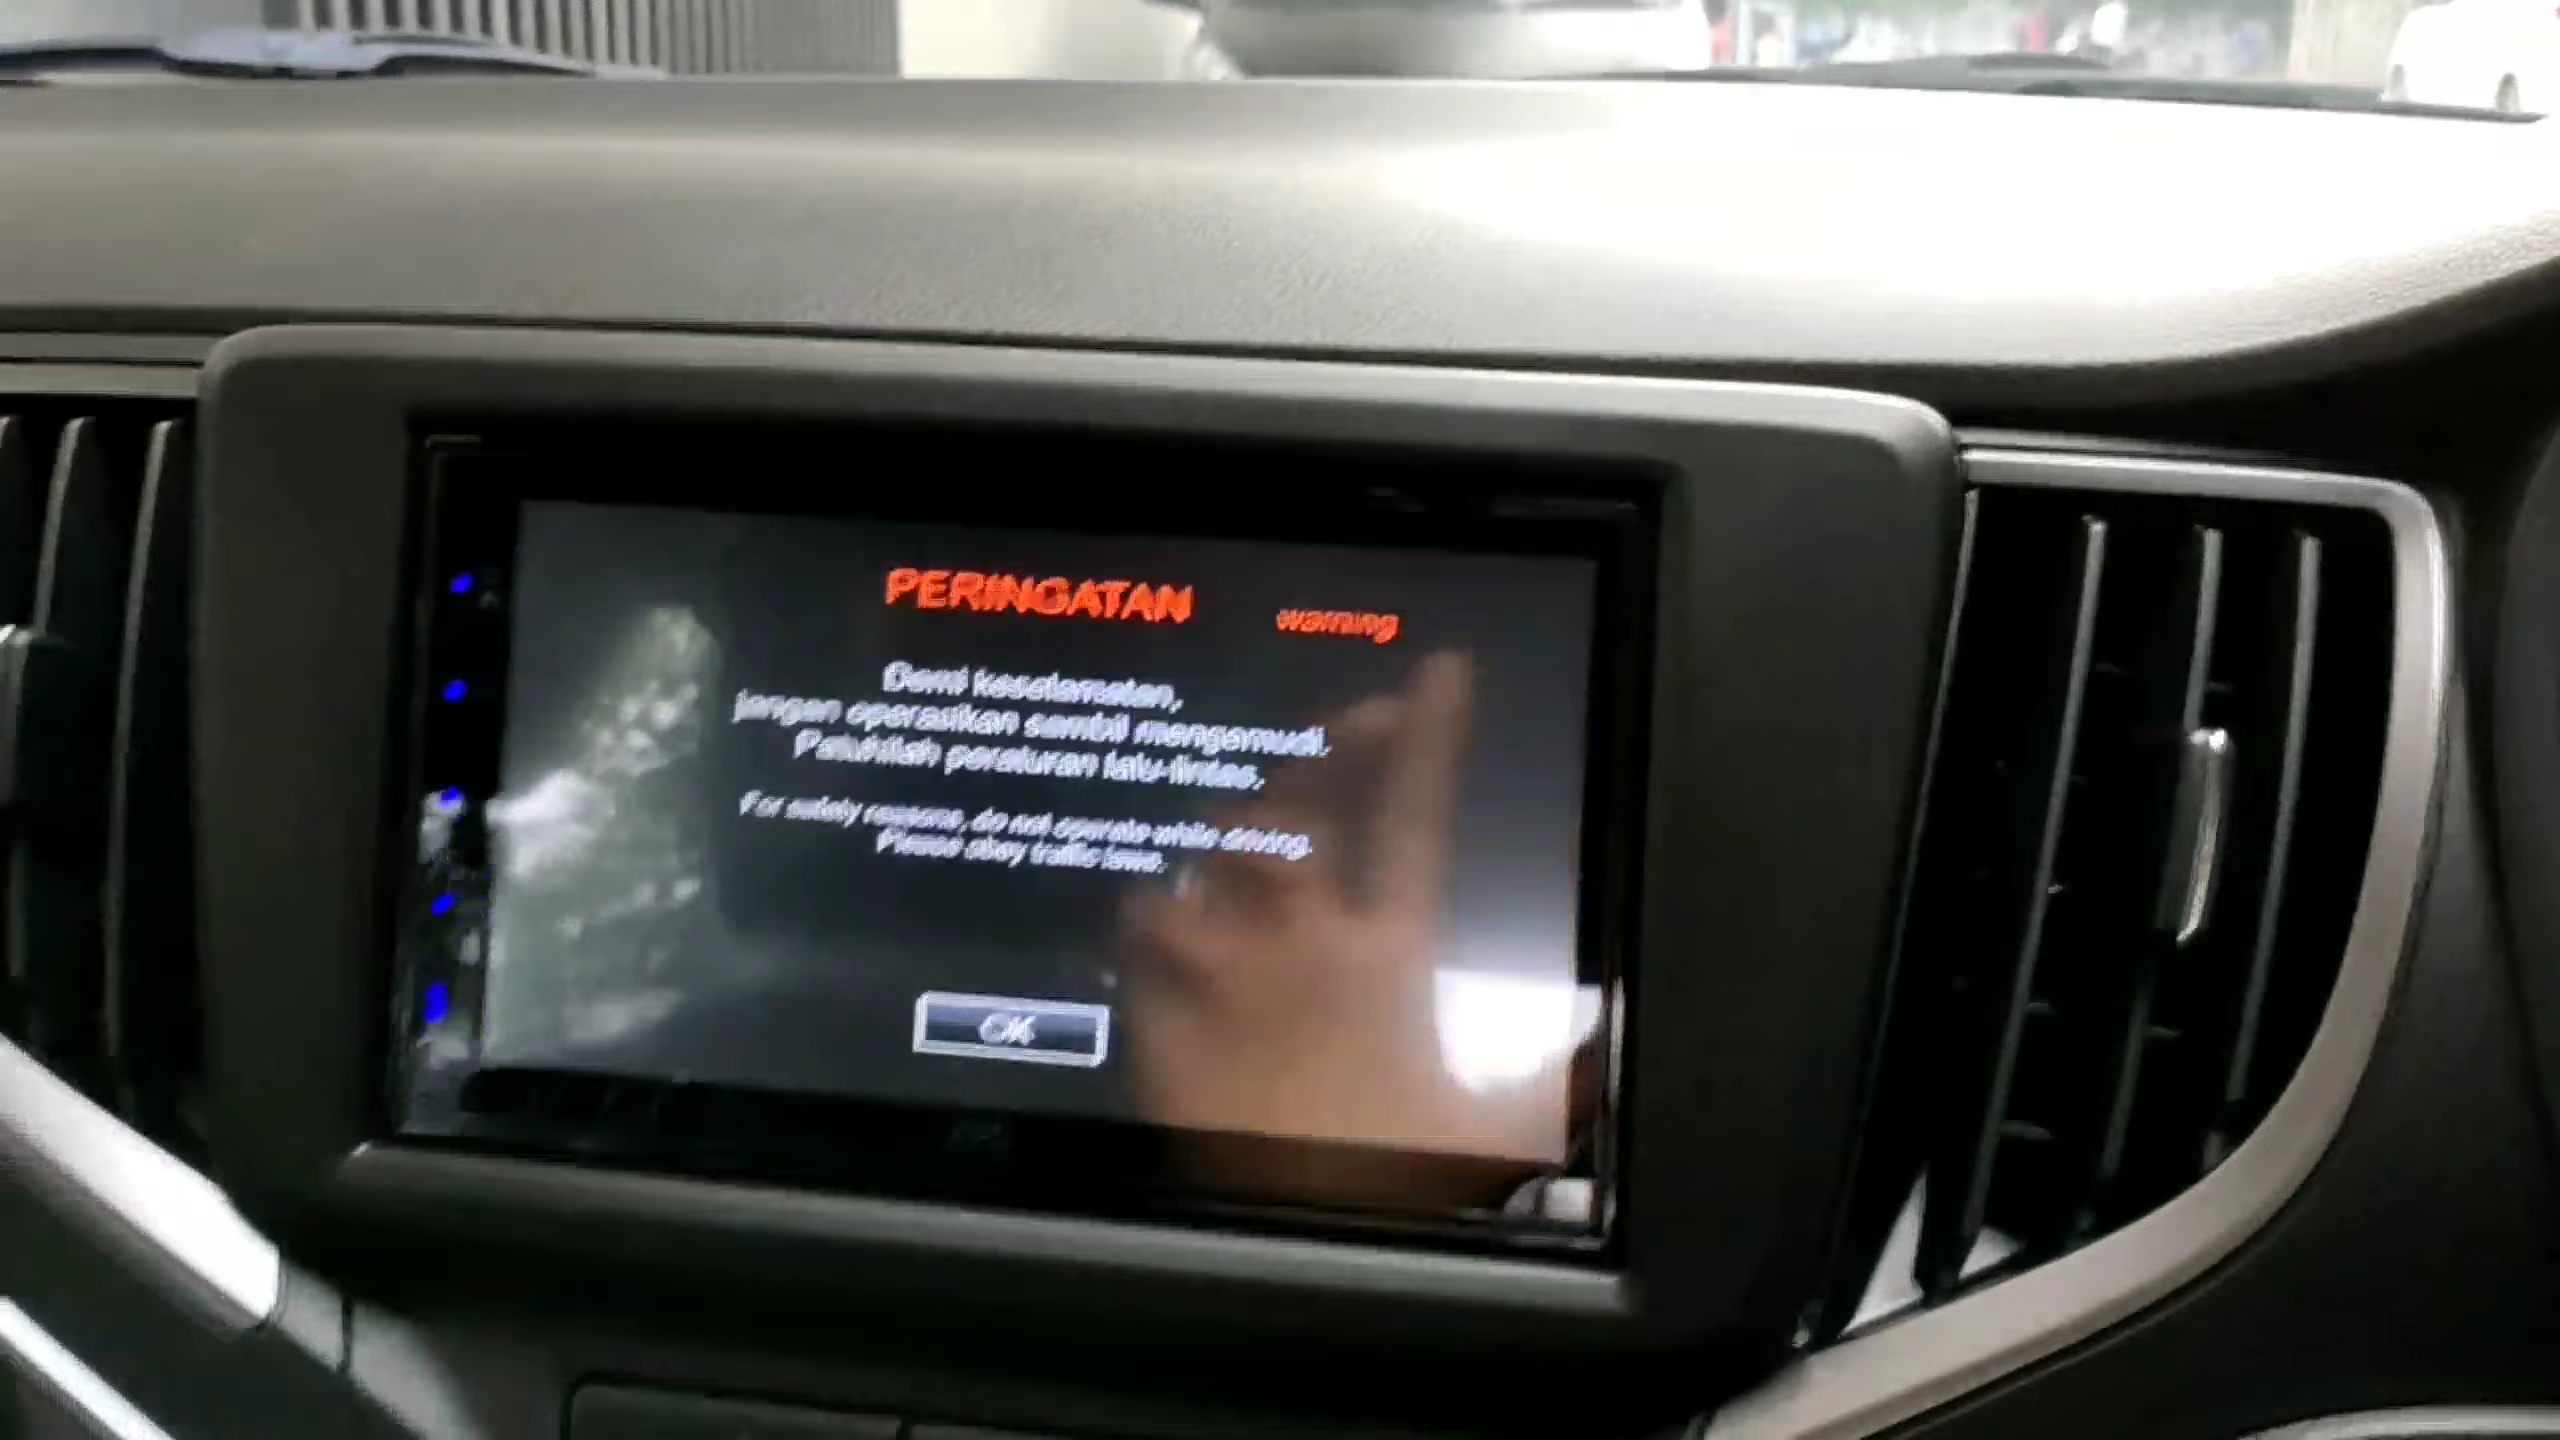 PERINGATAN warning
Demi keselamatan,
jangan operasikan sambil mengemudi.
Patuhilah peraturan lalu-lintas.
For safety reasons, do not operate while driving.
Please obey traffic laws.
OK